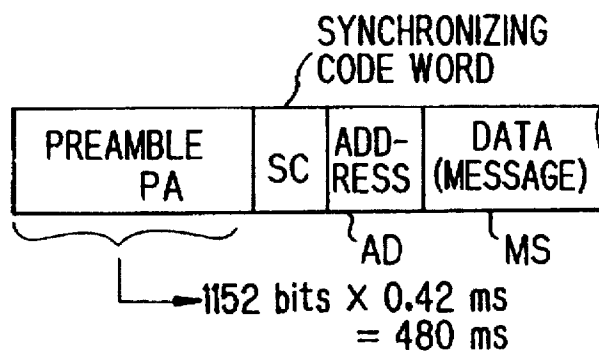 SYNCHRONIZING
CODE WORD
PREAMBLE
PA
SC
ADD-
RESS
DATA
(MESSAGE)
AD
MS
1152 bits X 0.42 ms
= 480 ms